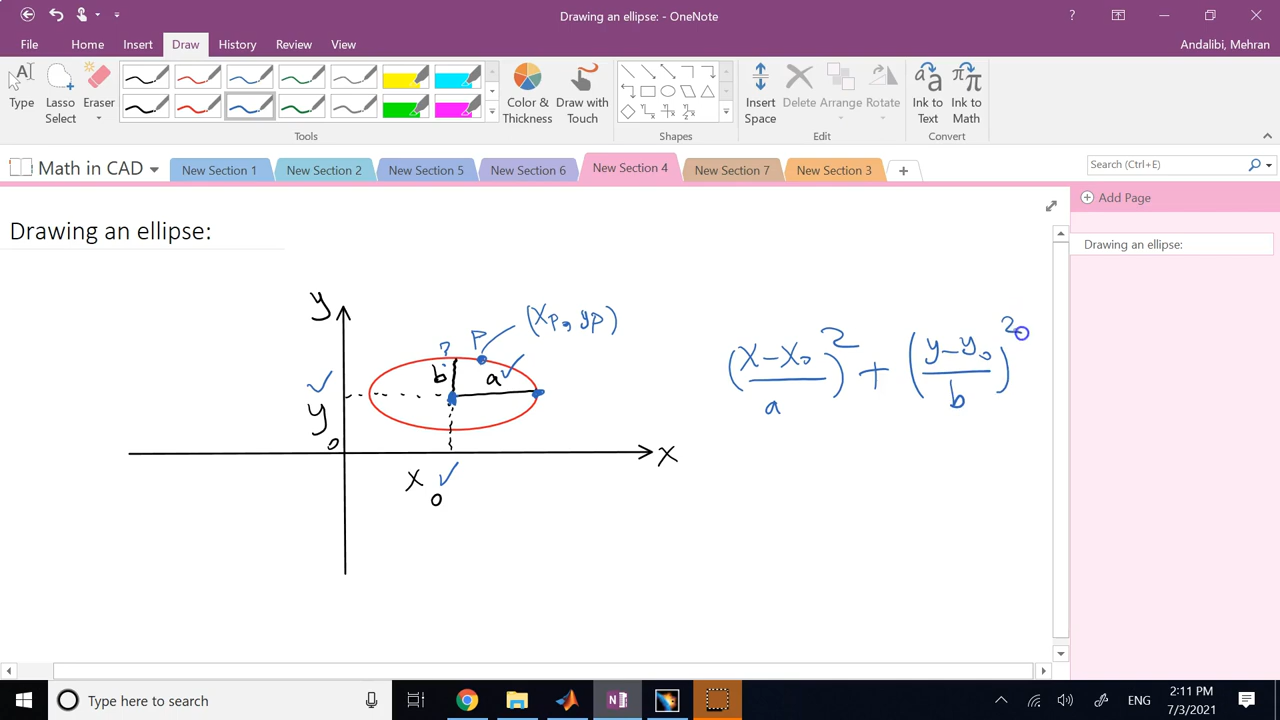 Drawing an ellipse: - OneNote
?
File Home Insert Draw History Review View
Andalibi, Mehran
Type Lasso Select Eraser
Color & Thickness Draw with Touch
Insert Space Delete Arrange Rotate
Ink to Text Ink to Math
Tools Shapes Edit Convert
Math in CAD New Section 1 New Section 2 New Section 5 New Section 6 New Section 4 New Section 7 New Section 3 +
Search (Ctrl+E)
Add Page
Drawing an ellipse:
Drawing an ellipse:
y
P (xp, yp)
?
b a ✓
✓
y0
x
x0 ✓
((x-x0)/a)^2 + ((y-y0)/b)^2
Type here to search
ENG
2:11 PM
7/3/2021